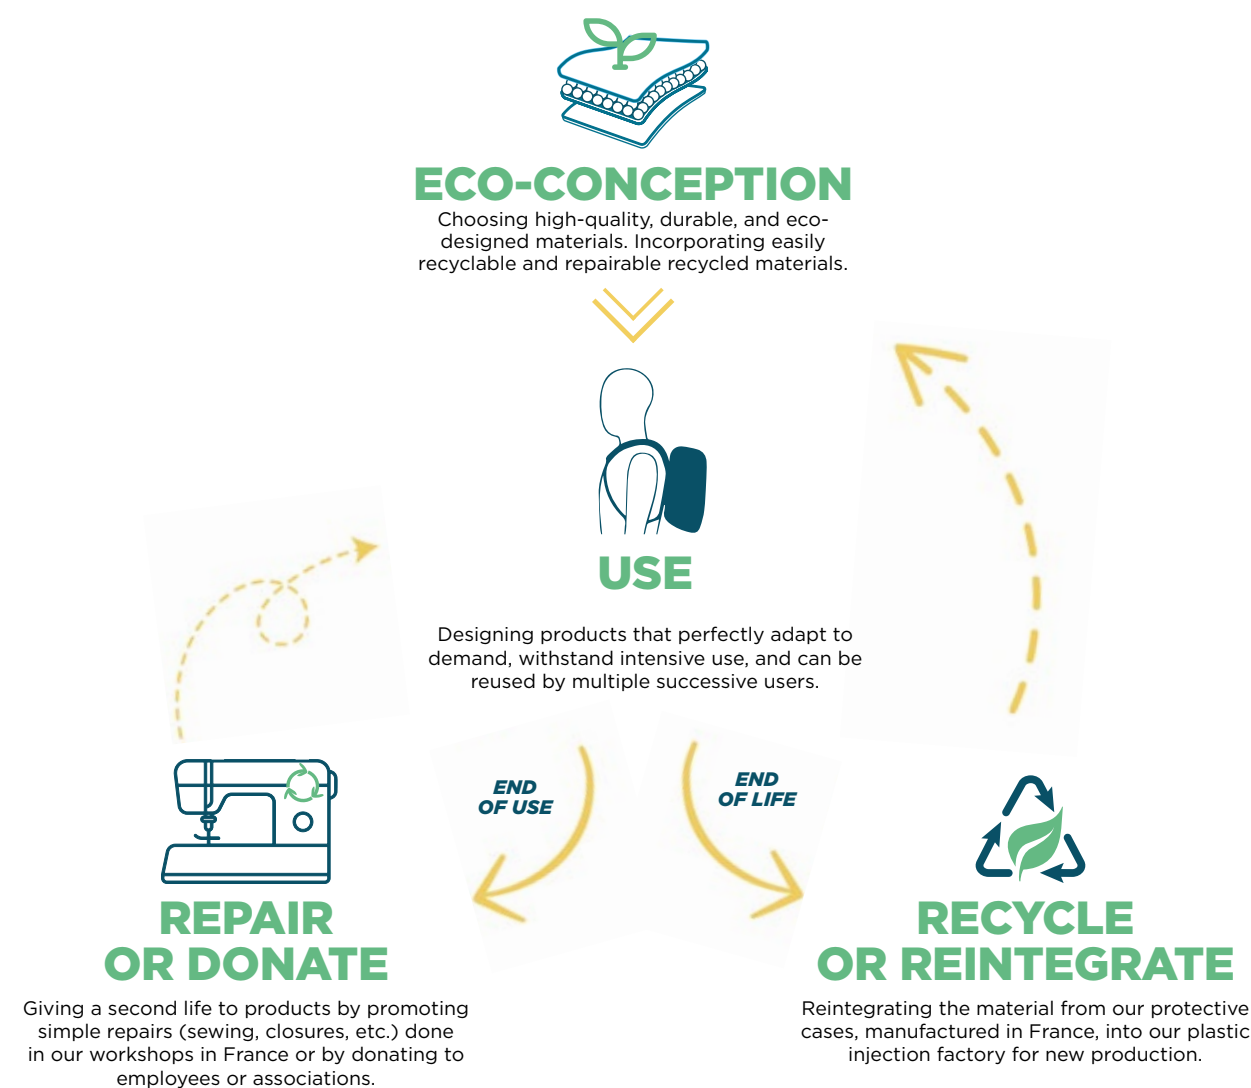 ECO-CONCEPTION
Choosing high-quality, durable, and eco-
designed materials. Incorporating easily
recyclable and repairable recycled materials.
USE
Designing products that perfectly adapt to
demand, withstand intensive use, and can be
reused by multiple successive users.
END
OF USE
END
OF LIFE
REPAIR
OR DONATE
Giving a second life to products by promoting
simple repairs (sewing, closures, etc.) done
in our workshops in France or by donating to
employees or associations.
RECYCLE
OR REINTEGRATE
Reintegrating the material from our protective
cases, manufactured in France, into our plastic
injection factory for new production.